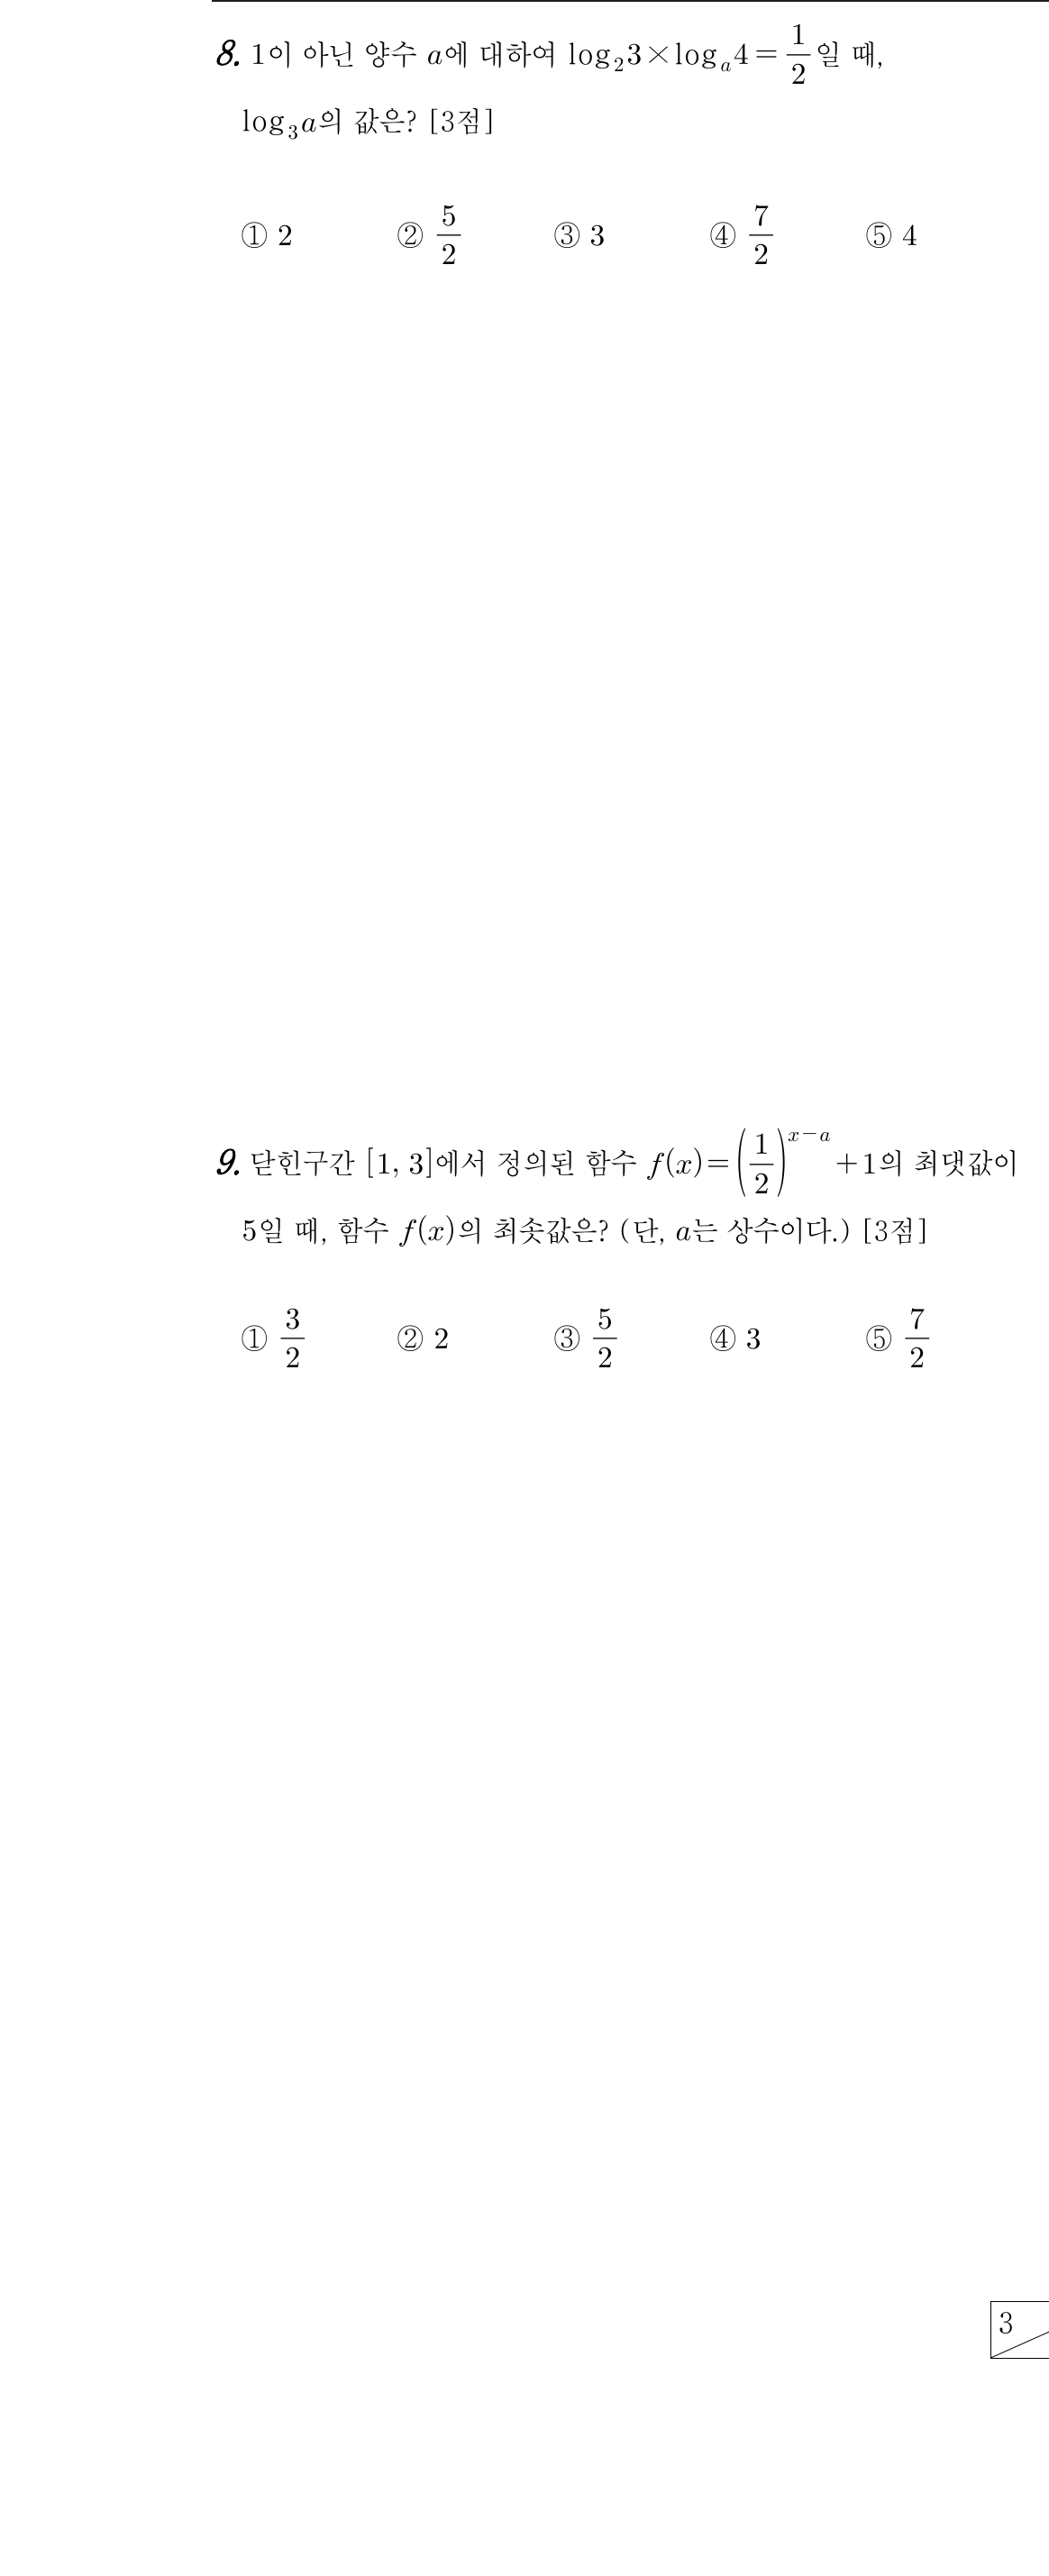 8. 1이 아닌 양수 a에 대하여 log₂3×logₐ4=1/2일 때,
log₃a의 값은? [3점]
① 2 ② 5/2 ③ 3 ④ 7/2 ⑤ 4
9. 닫힌구간 [1, 3]에서 정의된 함수 f(x)=(1/2)^(x-a)+1의 최댓값이
5일 때, 함수 f(x)의 최솟값은? (단, a는 상수이다.) [3점]
① 3/2 ② 2 ③ 5/2 ④ 3 ⑤ 7/2
3